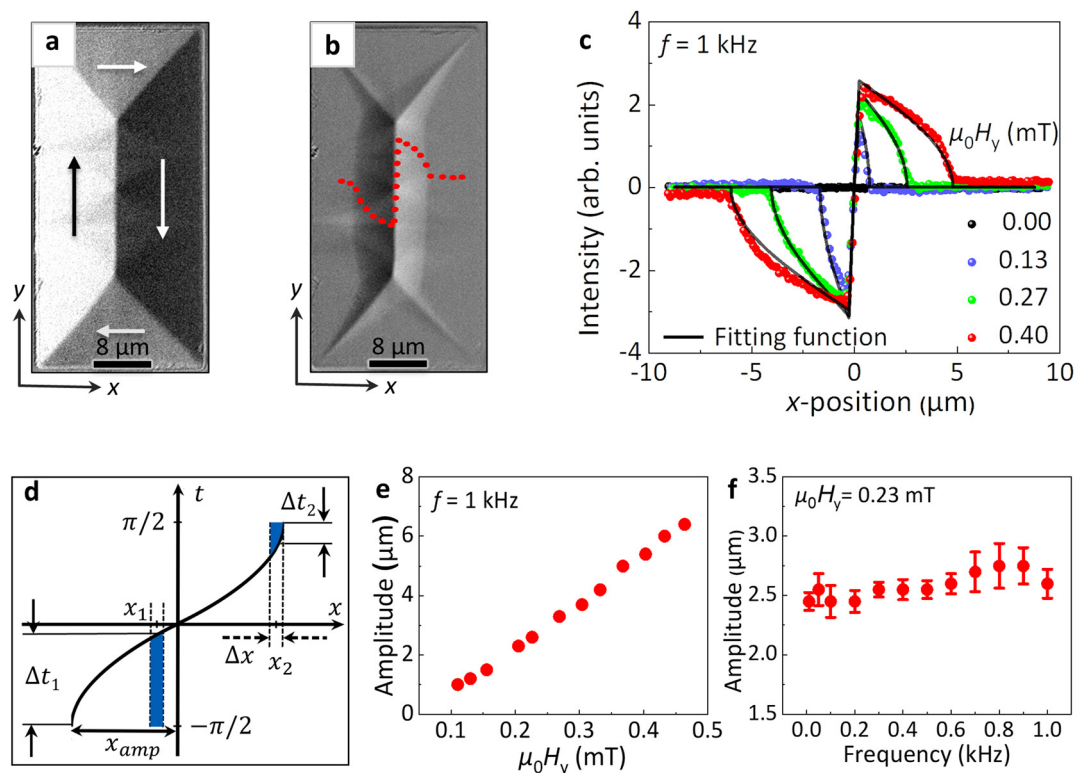 a
y
8 μm
x
b
y
8 μm
x
c
f = 1 kHz
Intensity (arb. units)
4
2
0
-2
-4
μ₀H_y (mT)
0.00
0.13
0.27
0.40
Fitting function
-10 -5 0 5 10
x-position (μm)
d
t
Δt₂
π/2
x₁
x
Δx
x₂
Δt₁
-π/2
x_amp
e
f = 1 kHz
Amplitude (μm)
8
6
4
2
0
0.1 0.2 0.3 0.4 0.5
μ₀H_y (mT)
f
μ₀H_y = 0.23 mT
Amplitude (μm)
3.5
3.0
2.5
2.0
1.5
0.0 0.2 0.4 0.6 0.8 1.0
Frequency (kHz)